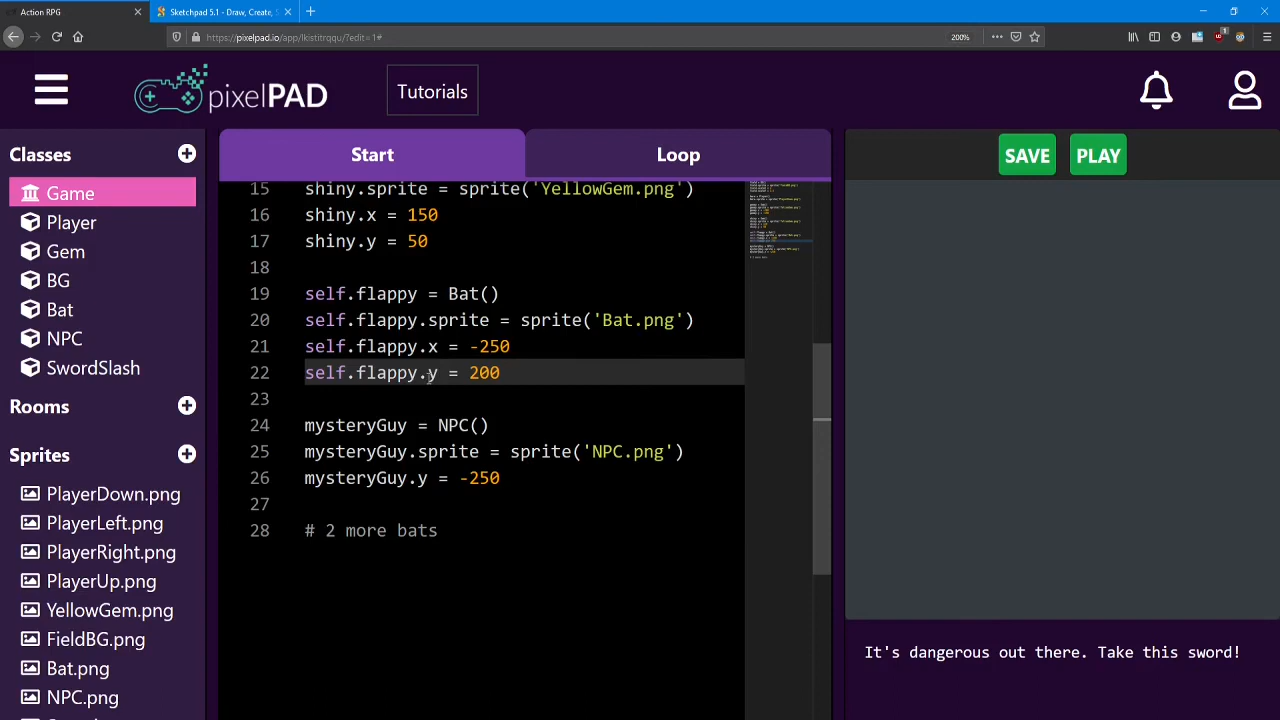 Action RPG
Sketchpad 5.1 - Draw, Create, S
https://pixelpad.io/app/lkistitrqqu/?edit=1#
200%
pixelPAD
Tutorials
Classes
Game
Player
Gem
BG
Bat
NPC
SwordSlash
Rooms
Sprites
PlayerDown.png
PlayerLeft.png
PlayerRight.png
PlayerUp.png
YellowGem.png
FieldBG.png
Bat.png
NPC.png
Start
Loop
15 shiny.sprite = sprite('YellowGem.png')
16 shiny.x = 150
17 shiny.y = 50
18
19 self.flappy = Bat()
20 self.flappy.sprite = sprite('Bat.png')
21 self.flappy.x = -250
22 self.flappy.y = 200
23
24 mysteryGuy = NPC()
25 mysteryGuy.sprite = sprite('NPC.png')
26 mysteryGuy.y = -250
27
28 # 2 more bats
SAVE
PLAY
It's dangerous out there. Take this sword!